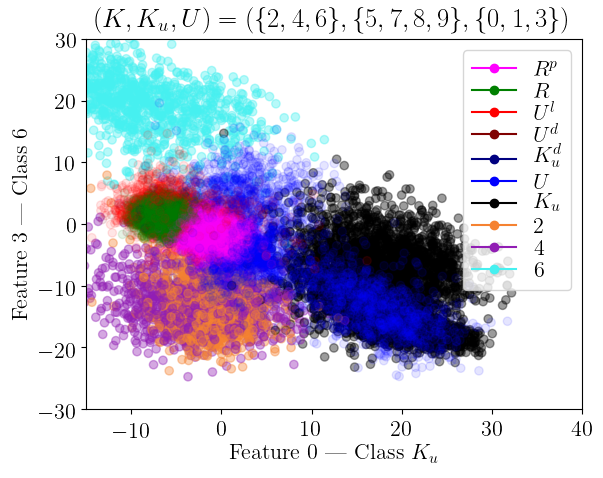 (K, K_u, U) = ({2, 4, 6}, {5, 7, 8, 9}, {0, 1, 3})
30
20
10
0
−10
−20
−30
Feature 3 — Class 6
R^p
R
U^l
U^d
K_u^d
U
K_u
2
4
6
−10 0 10 20 30 40
Feature 0 — Class K_u